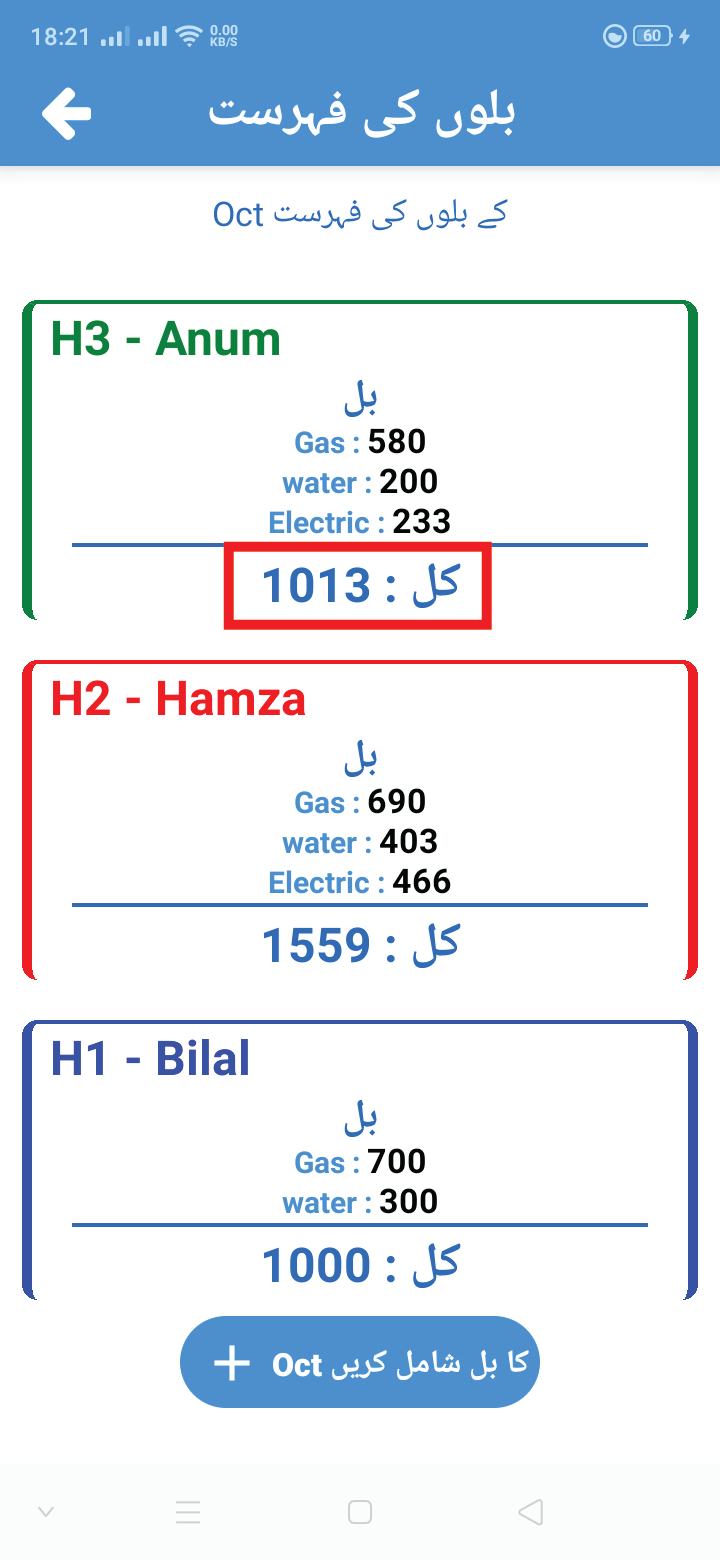 18:21 0.00 KB/S 60
بلوں کی فہرست
Oct کے بلوں کی فہرست
H3 - Anum
بل
Gas : 580
water : 200
Electric : 233
کل : 1013
H2 - Hamza
بل
Gas : 690
water : 403
Electric : 466
کل : 1559
H1 - Bilal
بل
Gas : 700
water : 300
کل : 1000
Oct کا بل شامل کریں